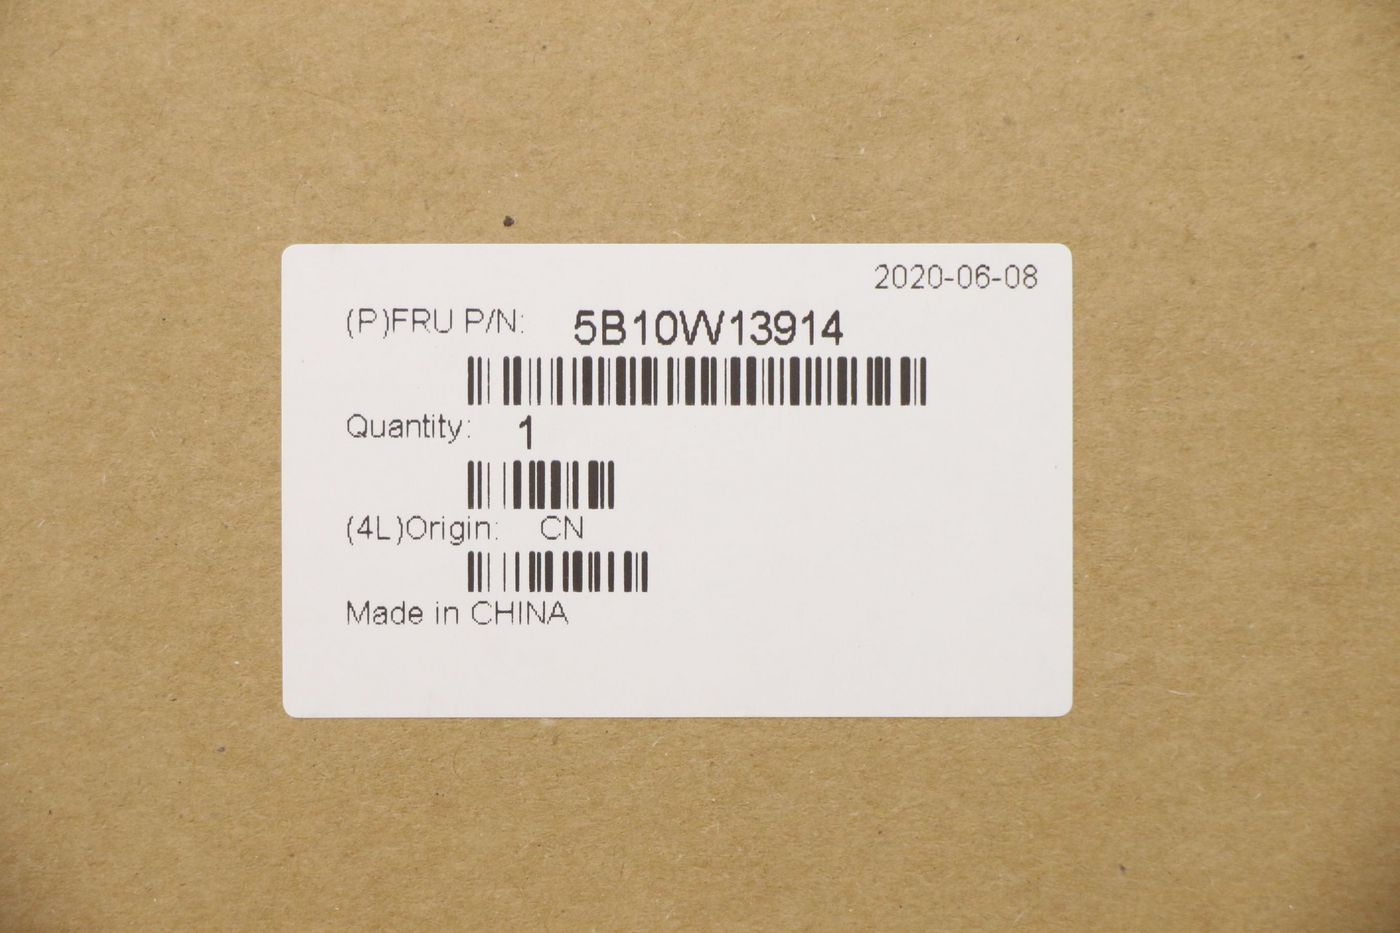 2020-06-08
(P)FRU P/N: 5B10W13914
Quantity: 1
(4L)Origin: CN
Made in CHINA